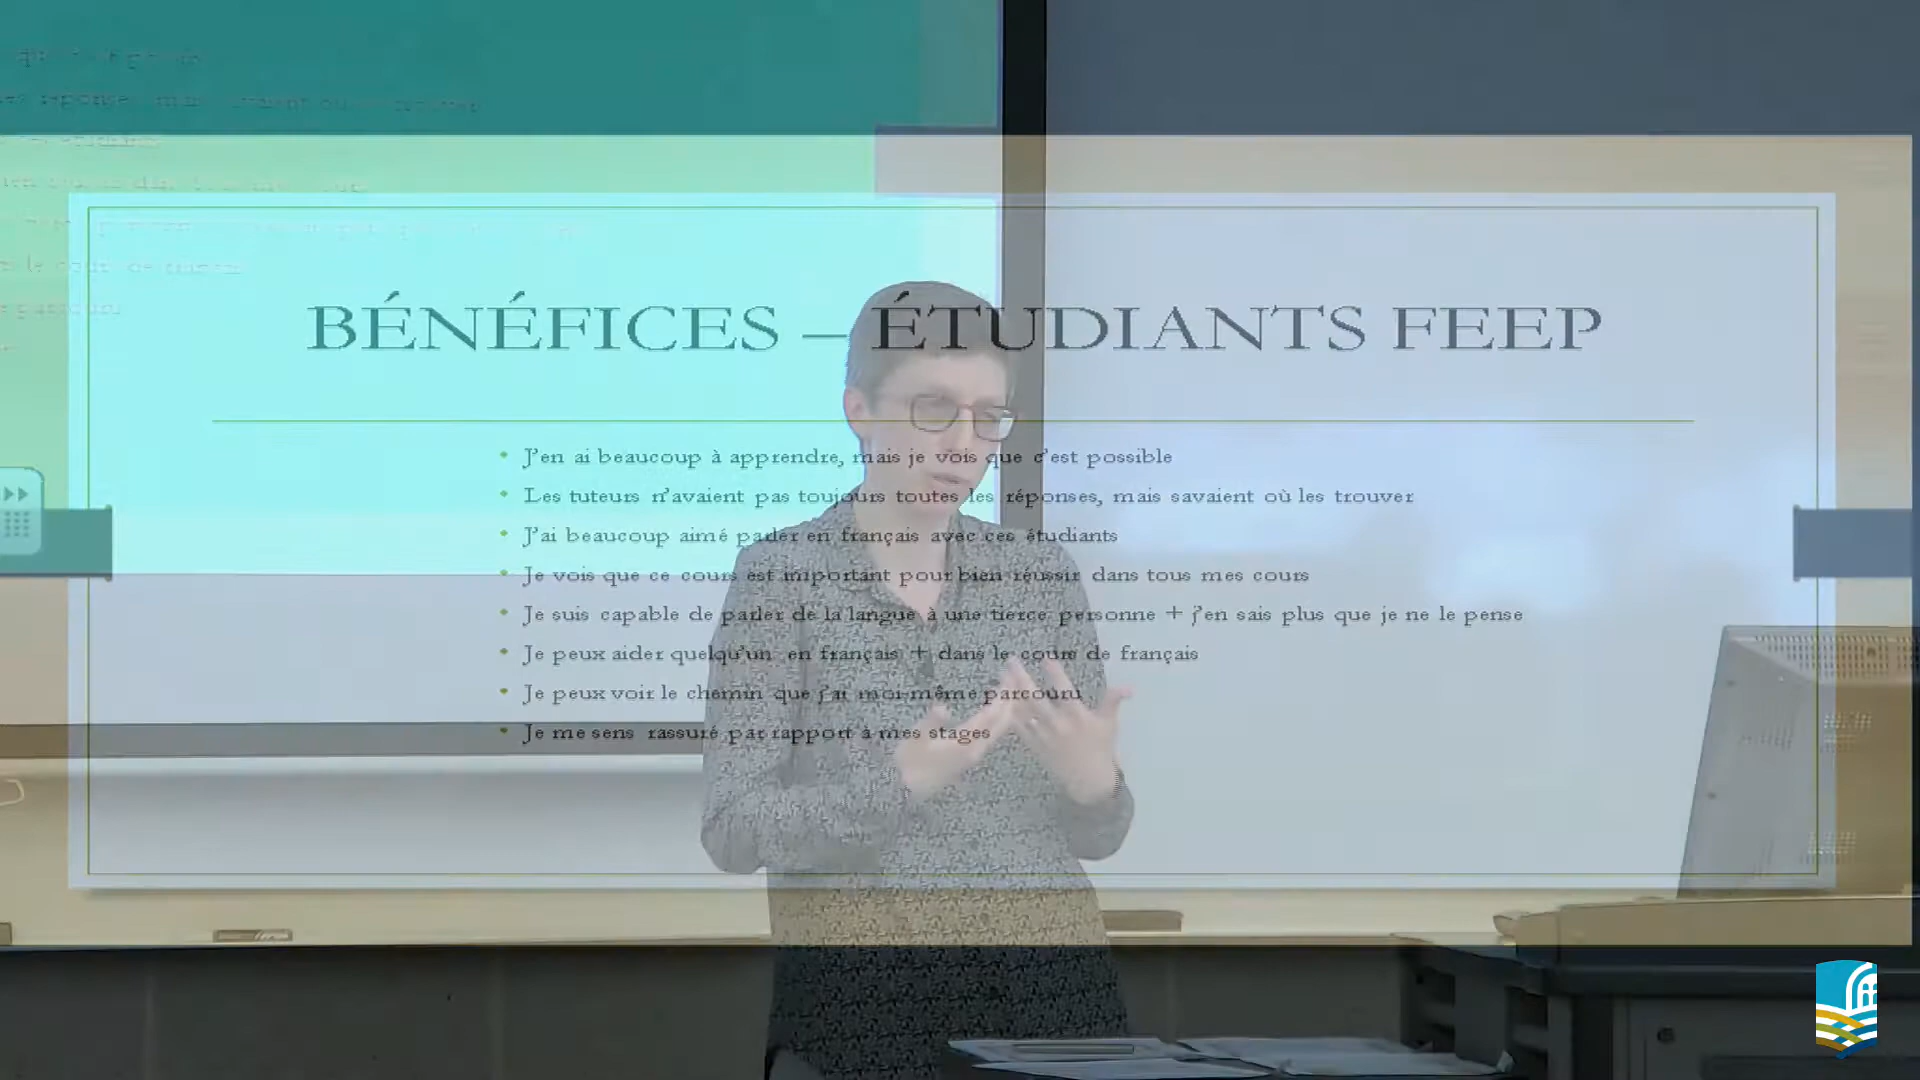 BÉNÉFICES – ÉTUDIANTS FEEP
• J'en ai beaucoup à apprendre, mais je vois que c'est possible
• Les tuteurs n'avaient pas toujours toutes les réponses, mais savaient où les trouver
• J'ai beaucoup aimé parler en français avec ces étudiants
• Je vois que ce cours est important pour bien réussir dans tous mes cours
• Je suis capable de parler de la langue à une tierce personne + j'en sais plus que je ne le pense
• Je peux aider quelqu'un en français + dans le cours de français
• Je peux voir le chemin que j'ai moi-même parcouru
• Je me sens rassuré par rapport à mes stages